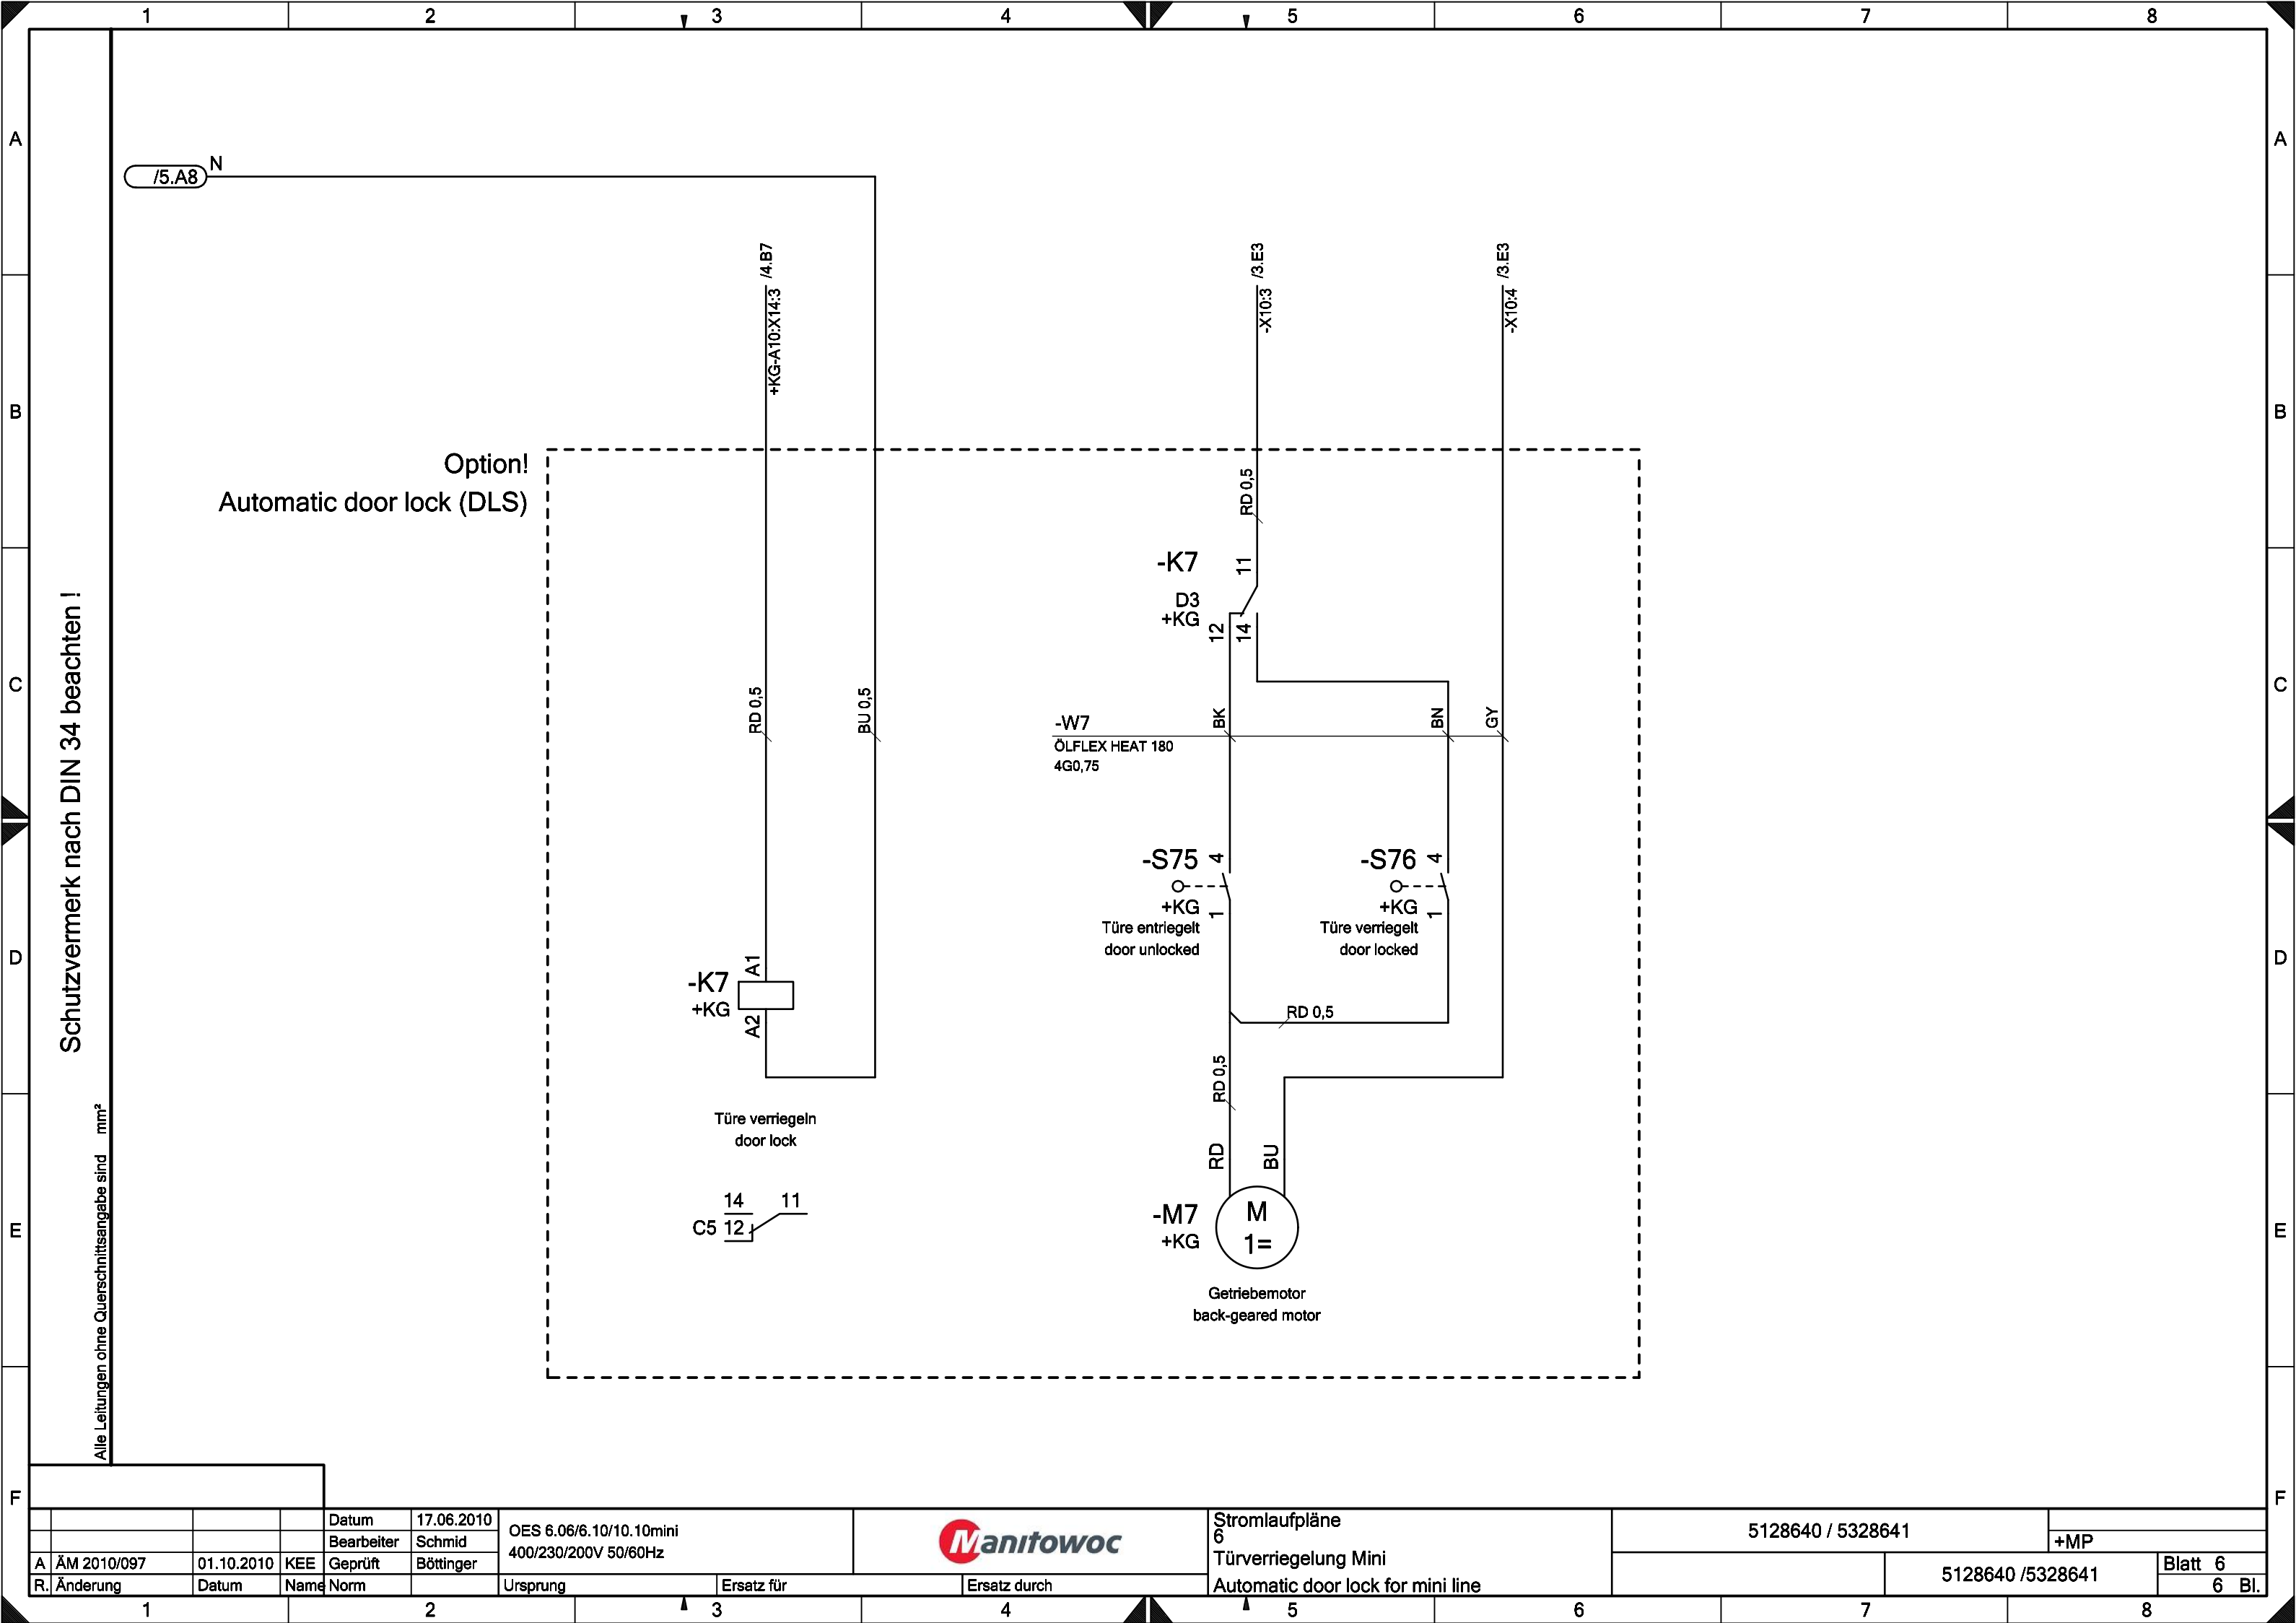 1 2 3 4 5 6 7 8
A A
/5.A8 N
/4.B7
+KG-A10:X14:3
/3.E3
-X10:3
/3.E3
-X10:4
B B
Option!
Automatic door lock (DLS)
RD 0,5
-K7 11
D3
+KG
12 14
C C
Schutzvermerk nach DIN 34 beachten !
RD 0,5
BU 0,5
-W7 BK BN GY
ÖLFLEX HEAT 180
4G0,75
-S75 4
+KG 1
Türe entriegelt
door unlocked
-S76 4
+KG 1
Türe verriegelt
door locked
D D
A1
-K7
+KG
A2
RD 0,5
RD 0,5
Türe verriegeln
door lock
RD BU
14 11
C5 12
-M7 M
+KG 1=
Getriebemotor
back-geared motor
E E
Alle Leitungen ohne Querschnittsangabe sind mm²
F F
Datum 17.06.2010
Bearbeiter Schmid
A ÄM 2010/097 01.10.2010 KEE Geprüft Böttinger
R. Änderung Datum Name Norm
OES 6.06/6.10/10.10mini
400/230/200V 50/60Hz
Ursprung Ersatz für Ersatz durch
Manitowoc
Stromlaufpläne
6
Türverriegelung Mini
Automatic door lock for mini line
5128640 / 5328641
+MP
5128640 /5328641
Blatt 6
6 Bl.
1 2 3 4 5 6 7 8